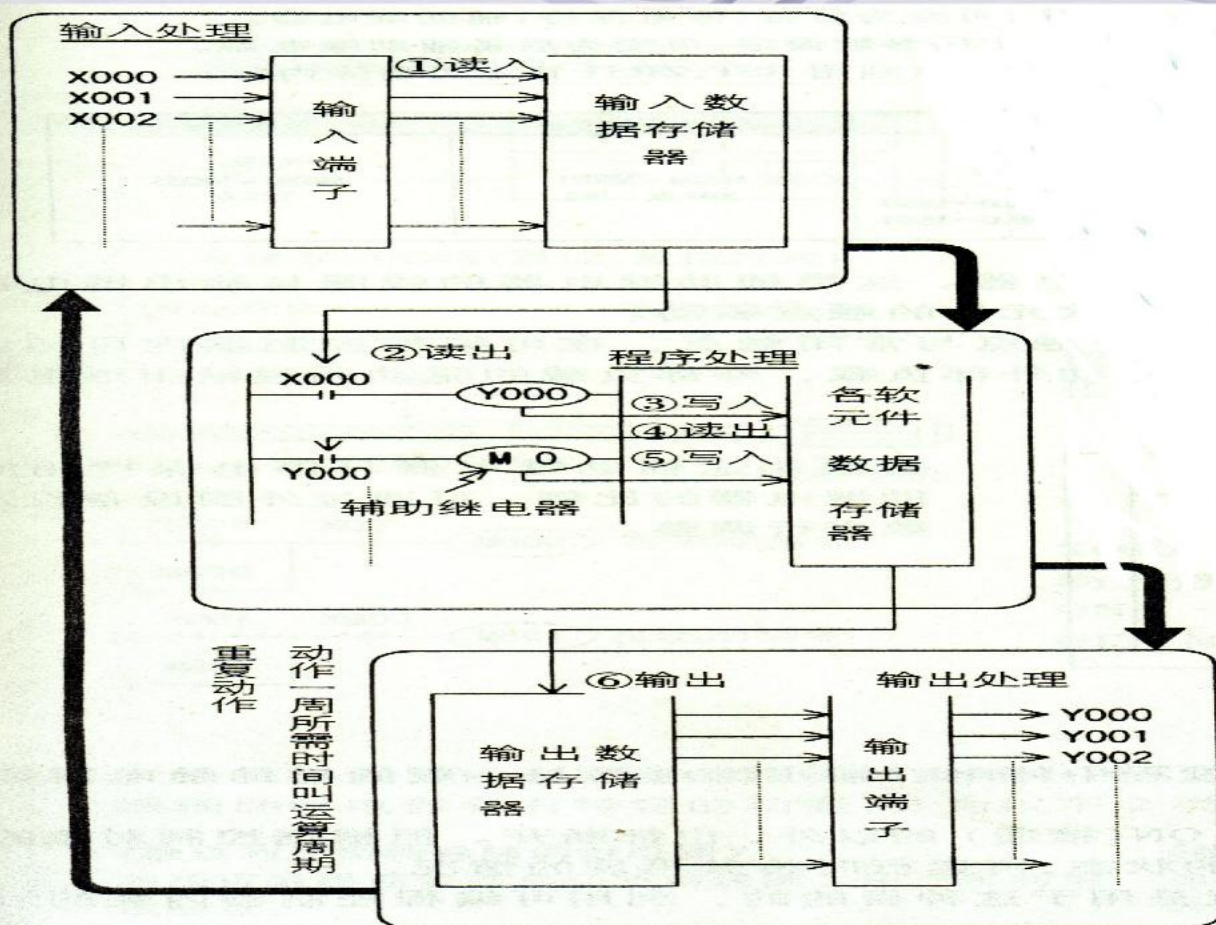 输入处理
X000
X001
X002
输入端子
①读入
输入数
据存储
器
②读出
程序处理
X000
Y000
③写入
④读出
Y000
M 0
⑤写入
辅助继电器
各软
元件
数据
存储
器
重复动作
动作一周所需时间叫运算周期
⑥输出
输出处理
输出数
据存储
器
输出端子
Y000
Y001
Y002